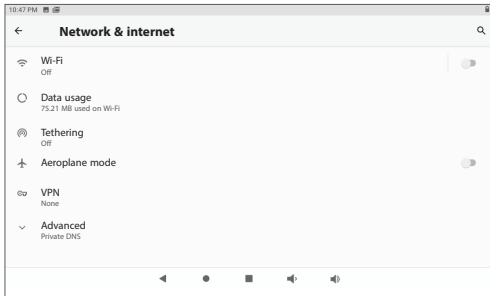 10:47 PM
Network & internet
Wi-Fi
Off
Data usage
75.21 MB used on Wi-Fi
Tethering
Off
Aeroplane mode
VPN
None
Advanced
Private DNS